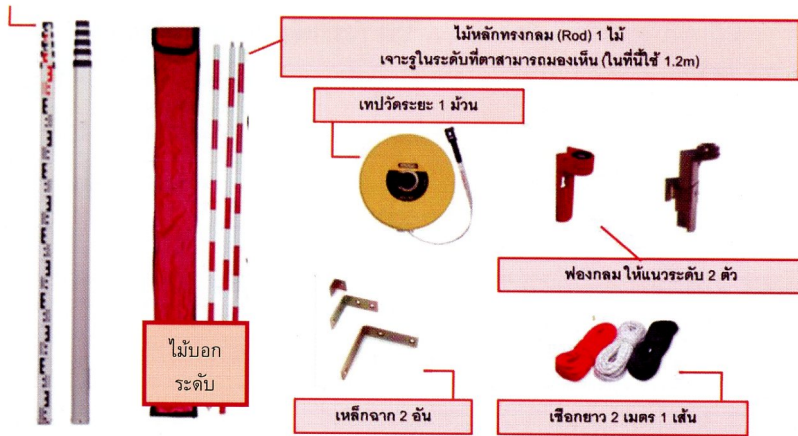 ไม้หลักทรงกลม (Rod) 1 ไม้
เจาะรูในระดับที่ตาสามารถมองเห็น (ในที่นี้ใช้ 1.2m)
เทปวัดระยะ 1 ม้วน
ฟองกลม ให้แนวระดับ 2 ตัว
ไม้บอก
ระดับ
เหล็กฉาก 2 อัน
เชือกยาว 2 เมตร 1 เส้น